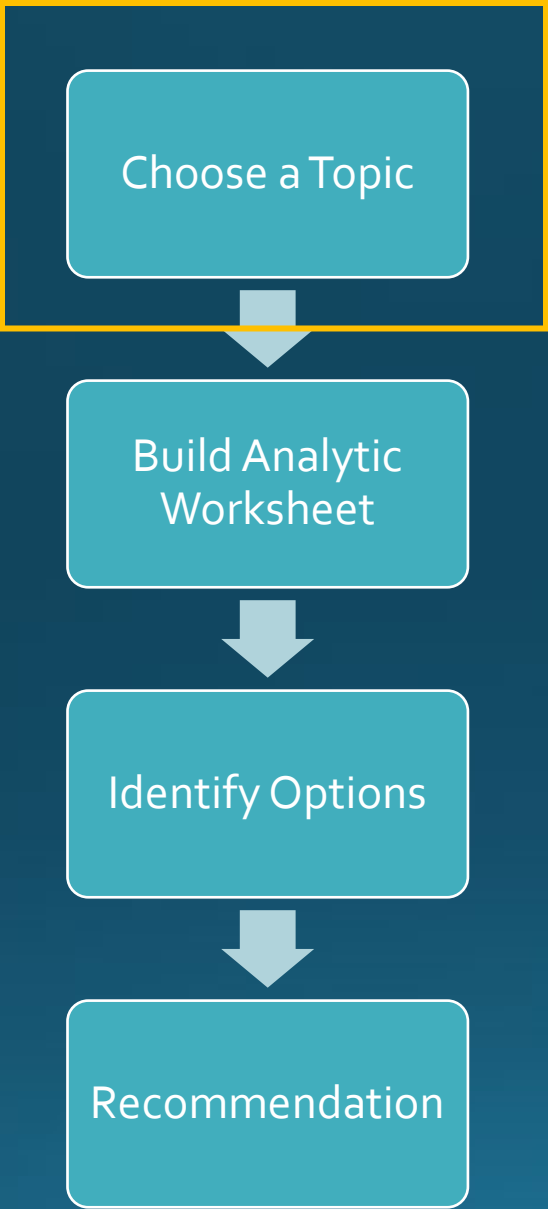 Choose a Topic
Build Analytic
Worksheet
Identify Options
Recommendation